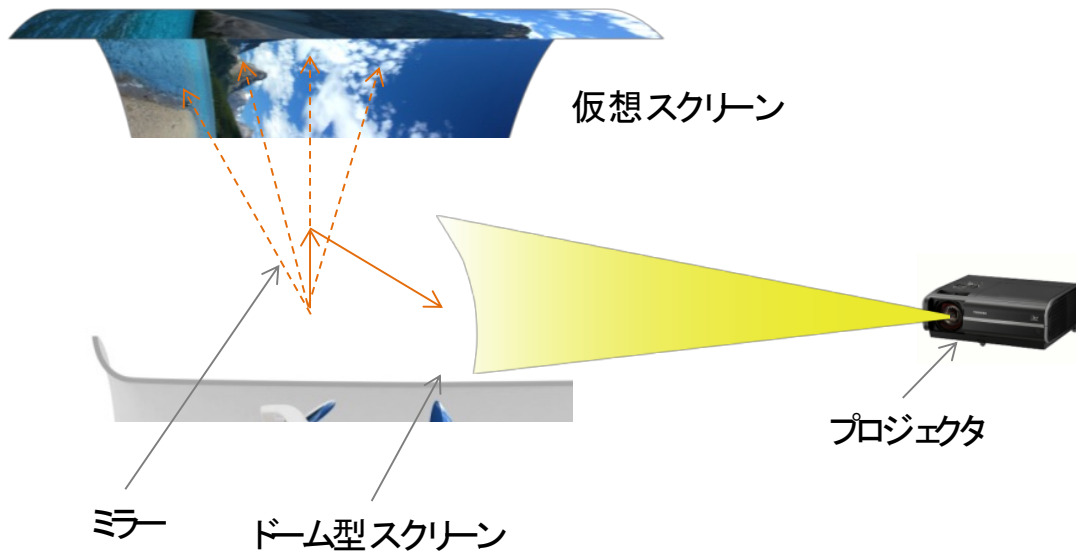 仮想スクリーン
プロジェクタ
ミラー
ドーム型スクリーン